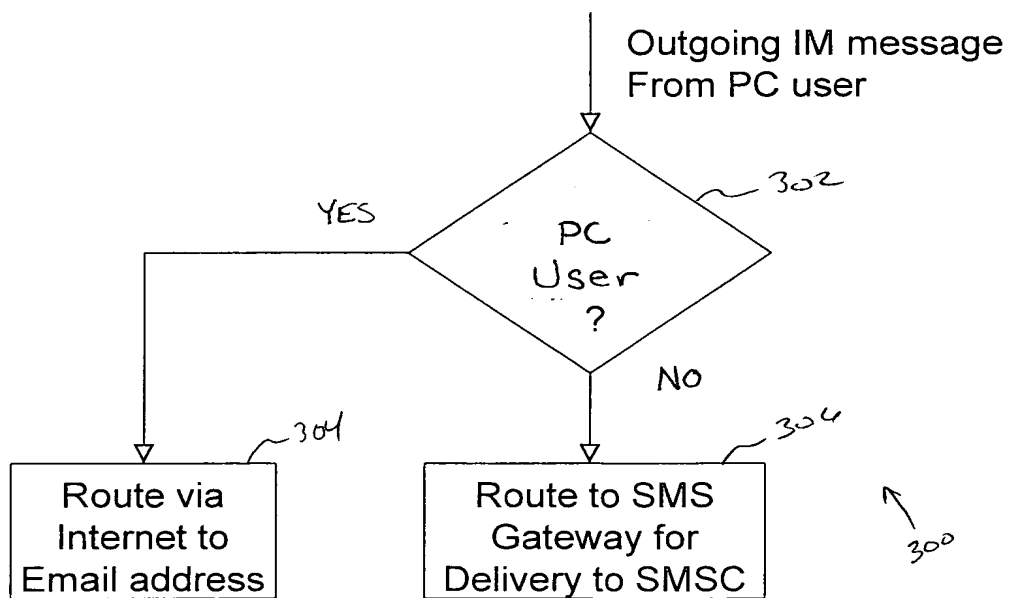 Outgoing IM message
From PC user
302
YES
PC
User
?
NO
304
306
Route via
Internet to
Email address
Route to SMS
Gateway for
Delivery to SMSC
300